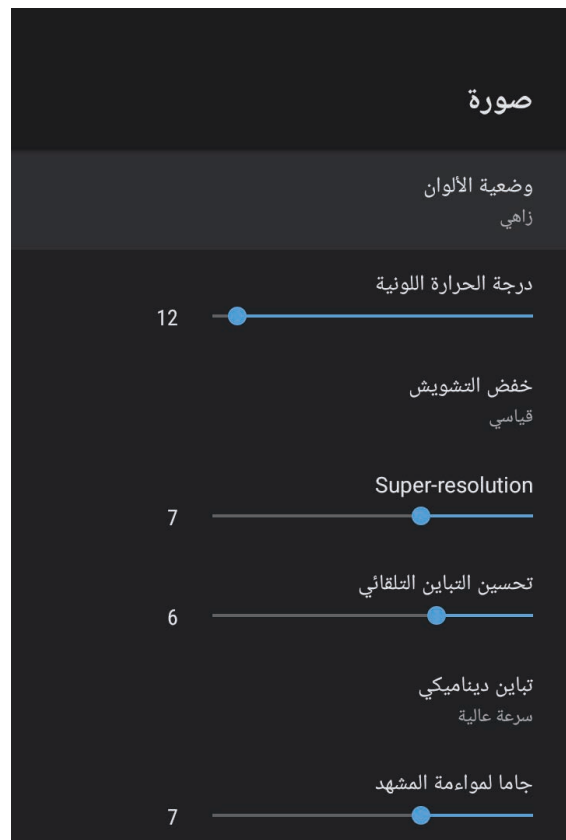 صورة
وضعية الألوان
زاهي
درجة الحرارة اللونية
12
خفض التشويش
قياسي
Super-resolution
7
تحسين التباين التلقائي
6
تباين ديناميكي
سرعة عالية
جاما لمواءمة المشهد
7